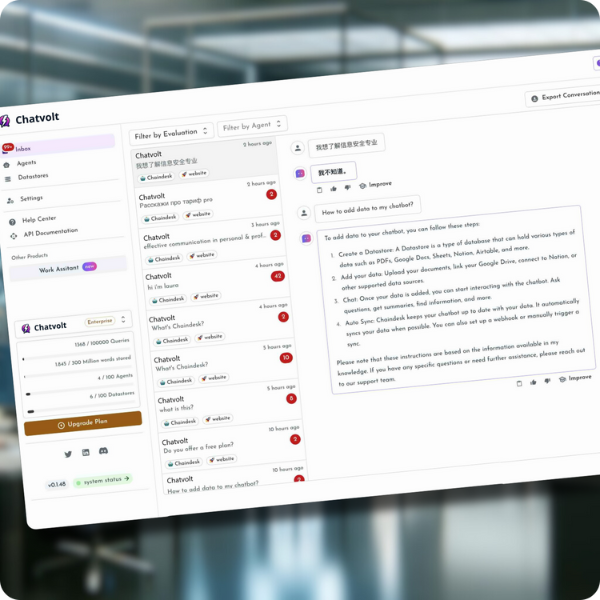 Chatvolt
99+
Inbox
Agents
Datastores
Settings
Help Center
API Documentation
Other Products
Work Assitant new
Chatvolt Enterprise
1368 / 100000 Queries
1845 / 300 Million words stored
4 / 100 Agents
6 / 100 Datastores
Upgrade Plan
v0.1.48
system status
Filter by Evaluation
Filter by Agent
Chatvolt 2 hours ago
我想了解信息安全专业
Chaindesk website
Chatvolt 2 hours ago
Расскажи про тариф pro 2
Chaindesk website
Chatvolt 3 hours ago
effective communication in personal & prof... 2
Chaindesk website
Chatvolt 4 hours ago
hi i'm laura 42
Chaindesk website
Chatvolt 4 hours ago
What's Chaindesk? 2
Chaindesk website
Chatvolt 5 hours ago
What's Chaindesk? 10
Chaindesk website
Chatvolt 5 hours ago
what is this? 8
Chaindesk website
Chatvolt 10 hours ago
Do you offer a free plan? 2
Chaindesk website
Chatvolt 10 hours ago
How to add data to my chatbot?
Export Conversation
我想了解信息安全专业
我不知道。
Improve
How to add data to my chatbot?
To add data to your chatbot, you can follow these steps:
1. Create a Datastore: A Datastore is a type of database that can hold various types
of data such as PDFs, Google Docs, Sheets, Notion, Airtable, and more.
2. Add your data: Upload your documents, link your Google Drive, connect to Notion, or
other supported data sources.
3. Chat: Once your data is added, you can start interacting with the chatbot. Ask
questions, get summaries, find information, and more.
4. Auto Sync: Chaindesk keeps your chatbot up to date with your data. It automatically
syncs your data when possible. You can also set up a webhook or manually trigger a
sync.
Please note that these instructions are based on the information available in my
knowledge. If you have any specific questions or need further assistance, please reach out
to our support team.
Improve